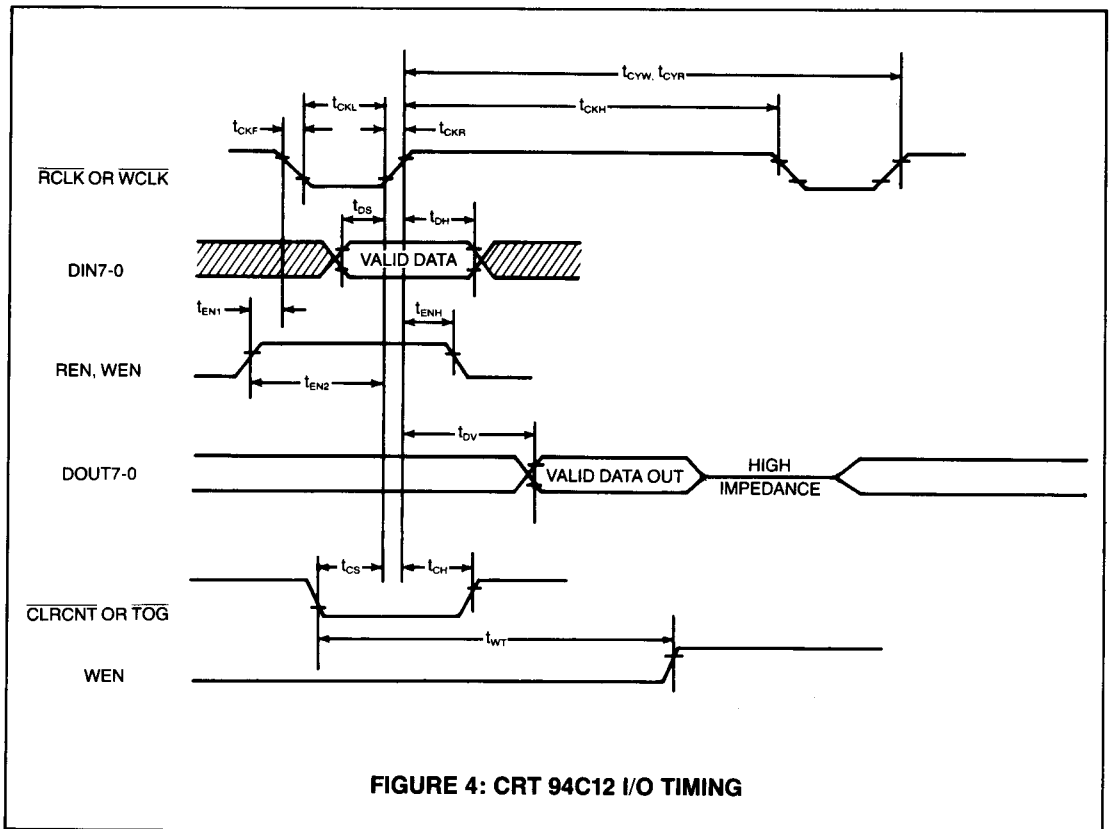 tCYW, tCYR
tCKL
tCKH
tCKF
tCKR
RCLK OR WCLK
tDS
tDH
DIN7-0
VALID DATA
tEN1
tENH
REN, WEN
tEN2
tDV
DOUT7-0
VALID DATA OUT
HIGH
IMPEDANCE
tCS
tCH
CLRCNT OR TOG
tWT
WEN
FIGURE 4: CRT 94C12 I/O TIMING